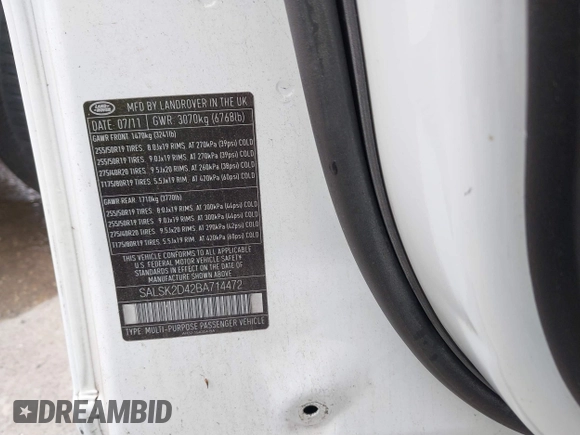 LAND ROVER
MFD BY LANDROVER IN THE UK
DATE: 07/11 GWR: 3070kg (6768lb)
GAWR FRONT: 1470kg (3241lb)
255/50R19 TIRES. 8.0Jx19 RIMS. AT 270kPa (39psi) COLD
255/50R19 TIRES. 9.0Jx19 RIMS. AT 270kPa (39psi) COLD
275/40R20 TIRES. 9.5Jx20 RIMS. AT 260kPa (38psi) COLD
T175/80R19 TIRES. 5.5Jx19 RIM. AT 420kPa (60psi) COLD
GAWR REAR: 1710kg (3770lb)
255/50R19 TIRES. 8.0Jx19 RIMS. AT 300kPa (44psi) COLD
255/50R19 TIRES. 9.0Jx19 RIMS. AT 300kPa (44psi) COLD
275/40R20 TIRES. 9.5Jx20 RIMS. AT 290kPa (42psi) COLD
T175/80R19 TIRES. 5.5Jx19 RIM. AT 420kPa (60psi) COLD
THIS VEHICLE CONFORMS TO ALL APPLICABLE
U.S. FEDERAL MOTOR VEHICLE SAFETY
STANDARDS IN EFFECT ON THE DATE OF
MANUFACTURE SHOWN ABOVE
SALSK2D42BA714472
TYPE: MULTI-PURPOSE PASSENGER VEHICLE
DREAMBID